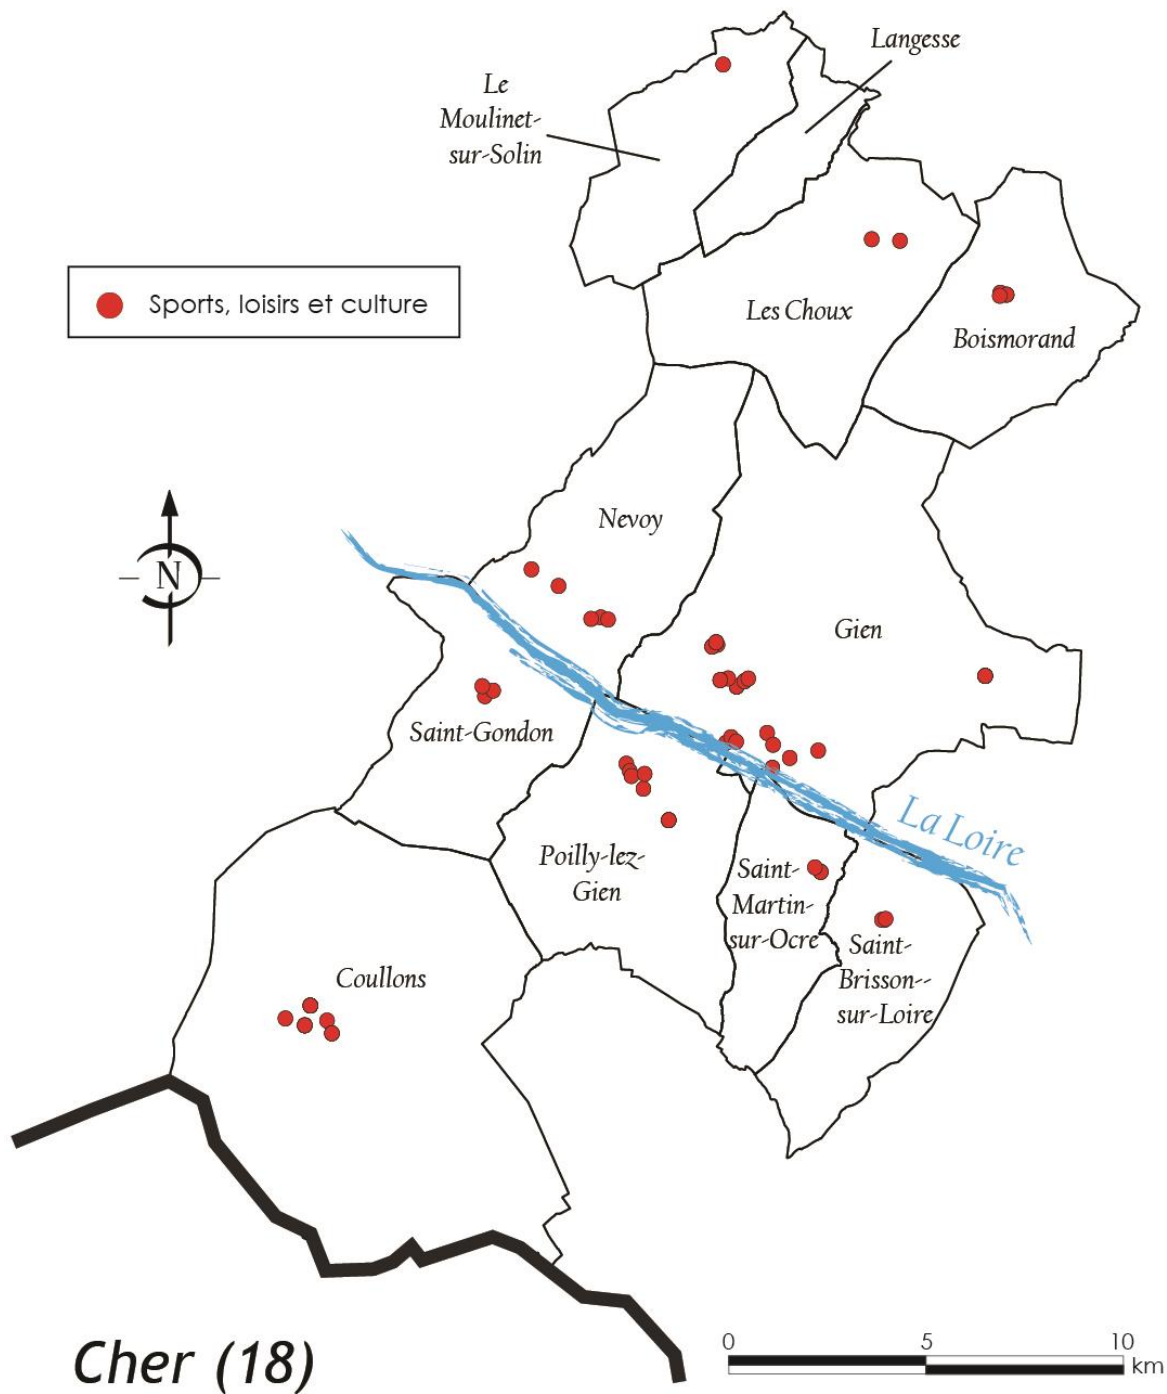 Langesse
Le
Moulinet-
sur-Solin
Sports, loisirs et culture
Les Choux
Boismorand
Nevoy
N
Gien
Saint-Gondon
La Loire
Poilly-lez-
Gien
Saint-
Martin-
sur-Ocre
Saint-
Brisson--
sur-Loire
Coullons
Cher (18)
0 5 10
km